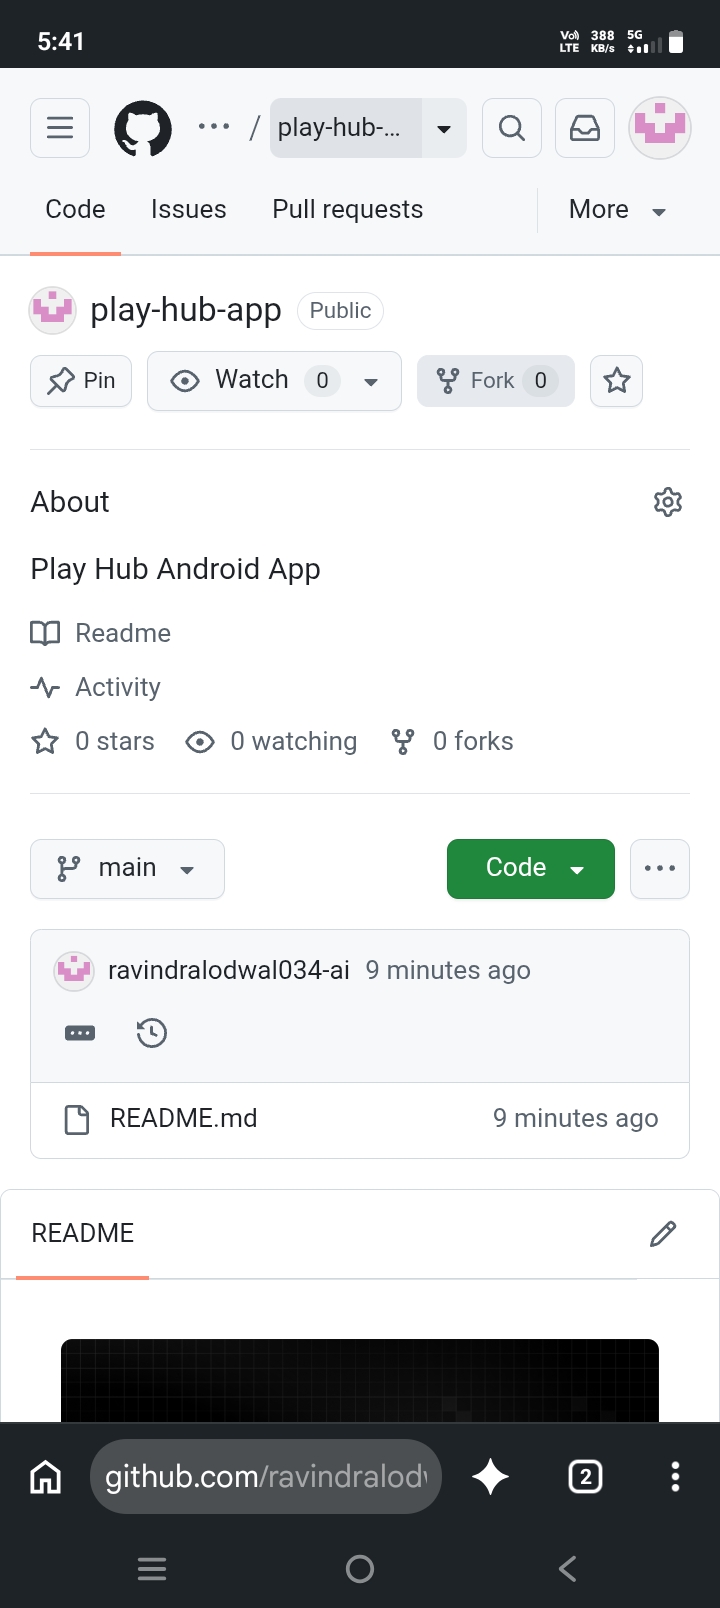 5:41
Vo) LTE 388 KB/s 5G
... / play-hub-...
Code Issues Pull requests More
play-hub-app Public
Pin Watch 0 Fork 0
About
Play Hub Android App
Readme
Activity
0 stars 0 watching 0 forks
main Code
ravindralodwal034-ai 9 minutes ago
README.md 9 minutes ago
README
github.com/ravindralod
2